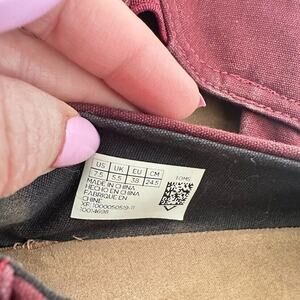 US UK EU CM
7.5 5.5 38 24.5
TOMS
MADE IN CHINA
HECHO EN CHINA
FABRIQUÉ EN
CHINE